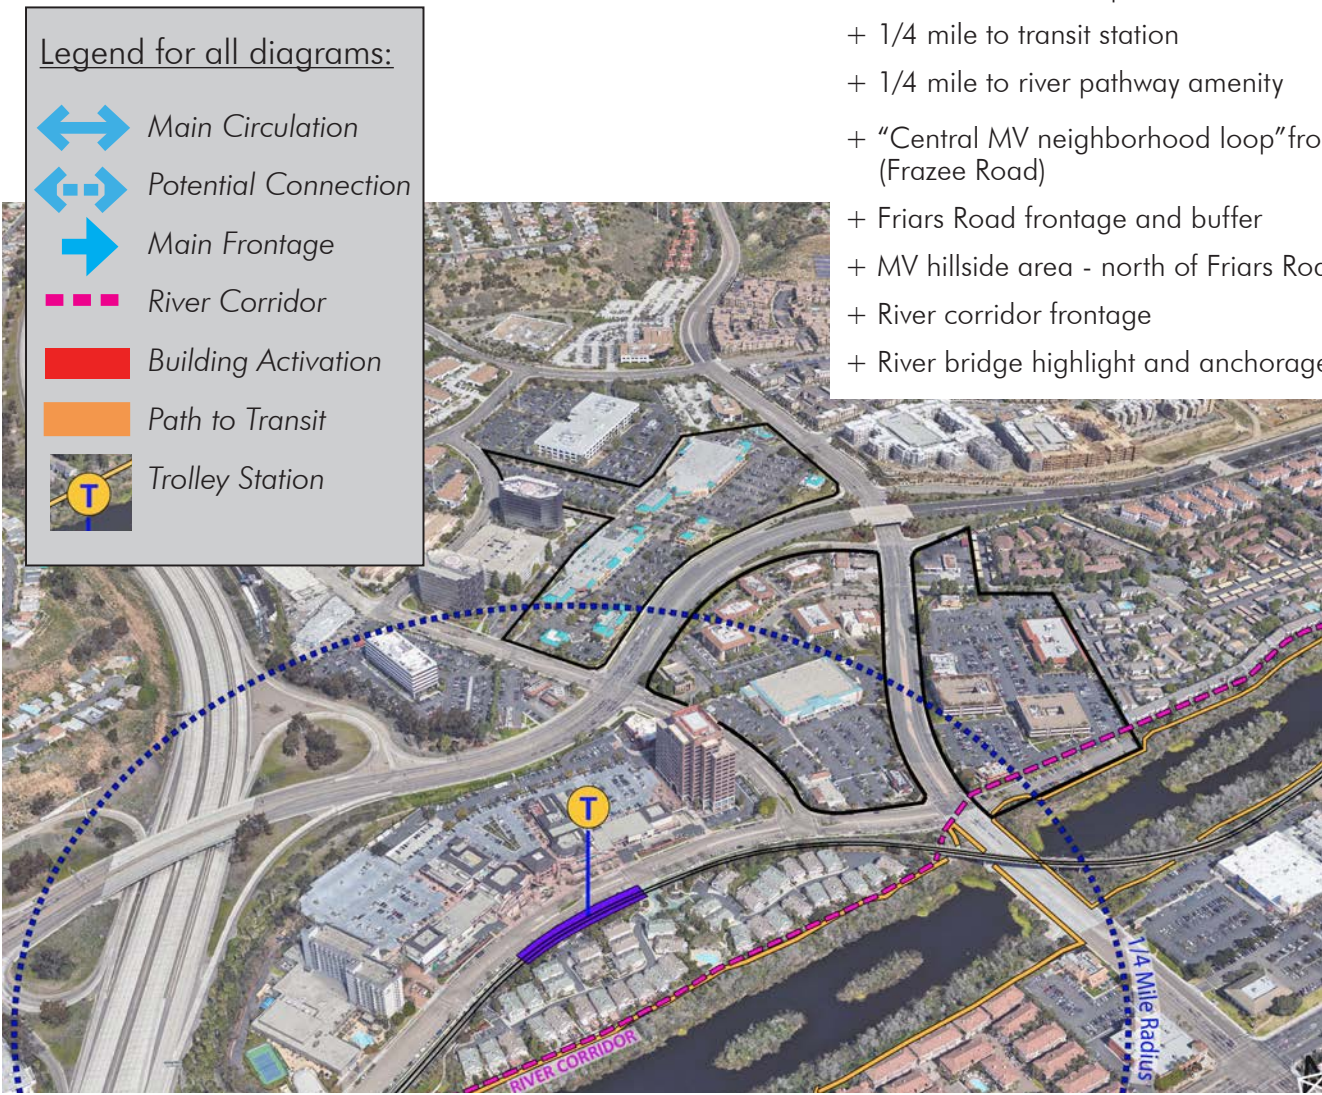 Legend for all diagrams:
Main Circulation
Potential Connection
Main Frontage
River Corridor
Building Activation
Path to Transit
T
Trolley Station
+ 1/4 mile to transit station
+ 1/4 mile to river pathway amenity
+ “Central MV neighborhood loop”fro
(Frazee Road)
+ Friars Road frontage and buffer
+ MV hillside area - north of Friars Roa
+ River corridor frontage
+ River bridge highlight and anchorage
T
1/4 Mile Radius
RIVER CORRIDOR